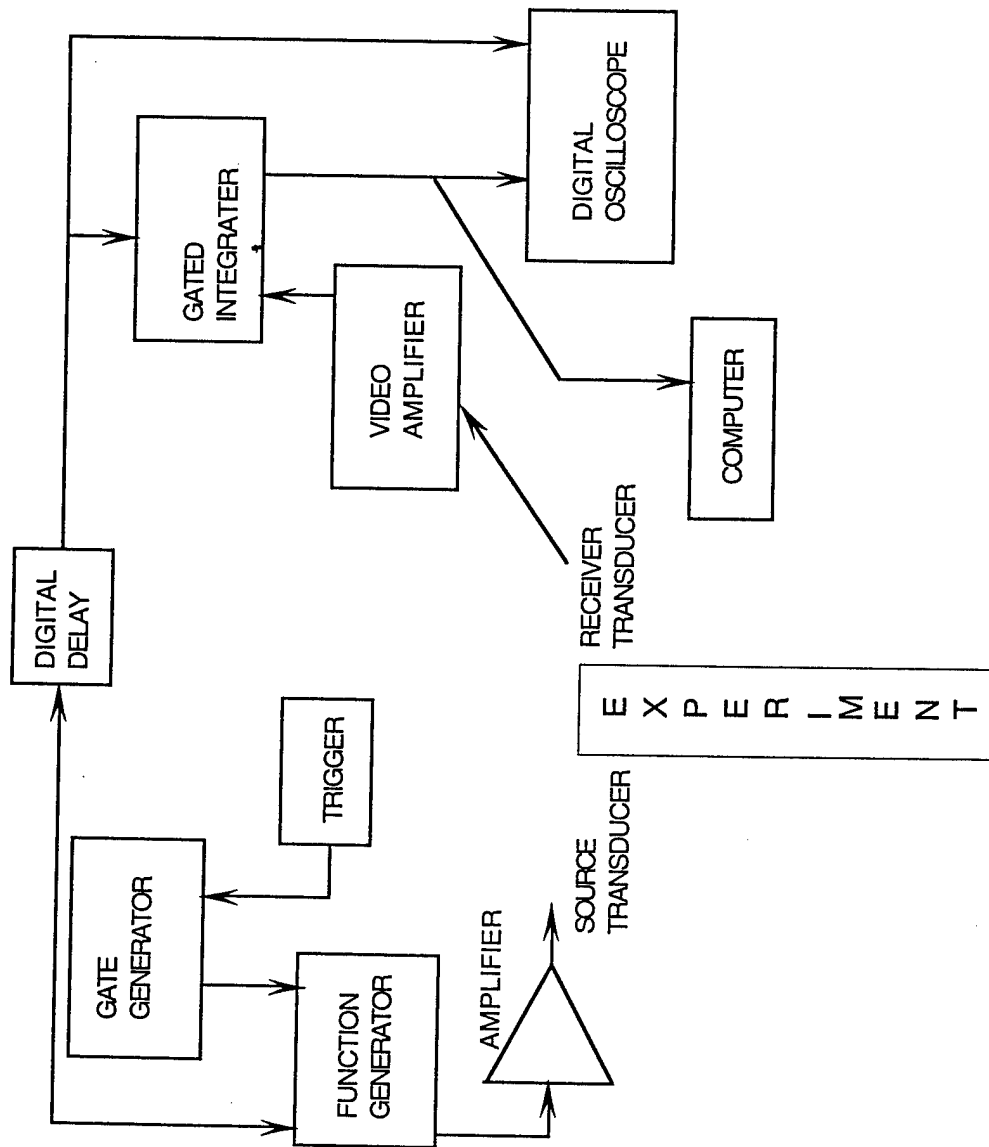 GATE
GENERATOR
TRIGGER
FUNCTION
GENERATOR
AMPLIFIER
SOURCE
TRANSDUCER
EXPERIMENT
RECEIVER
TRANSDUCER
DIGITAL
DELAY
GATED
INTEGRATER
VIDEO
AMPLIFIER
DIGITAL
OSCILLOSCOPE
COMPUTER